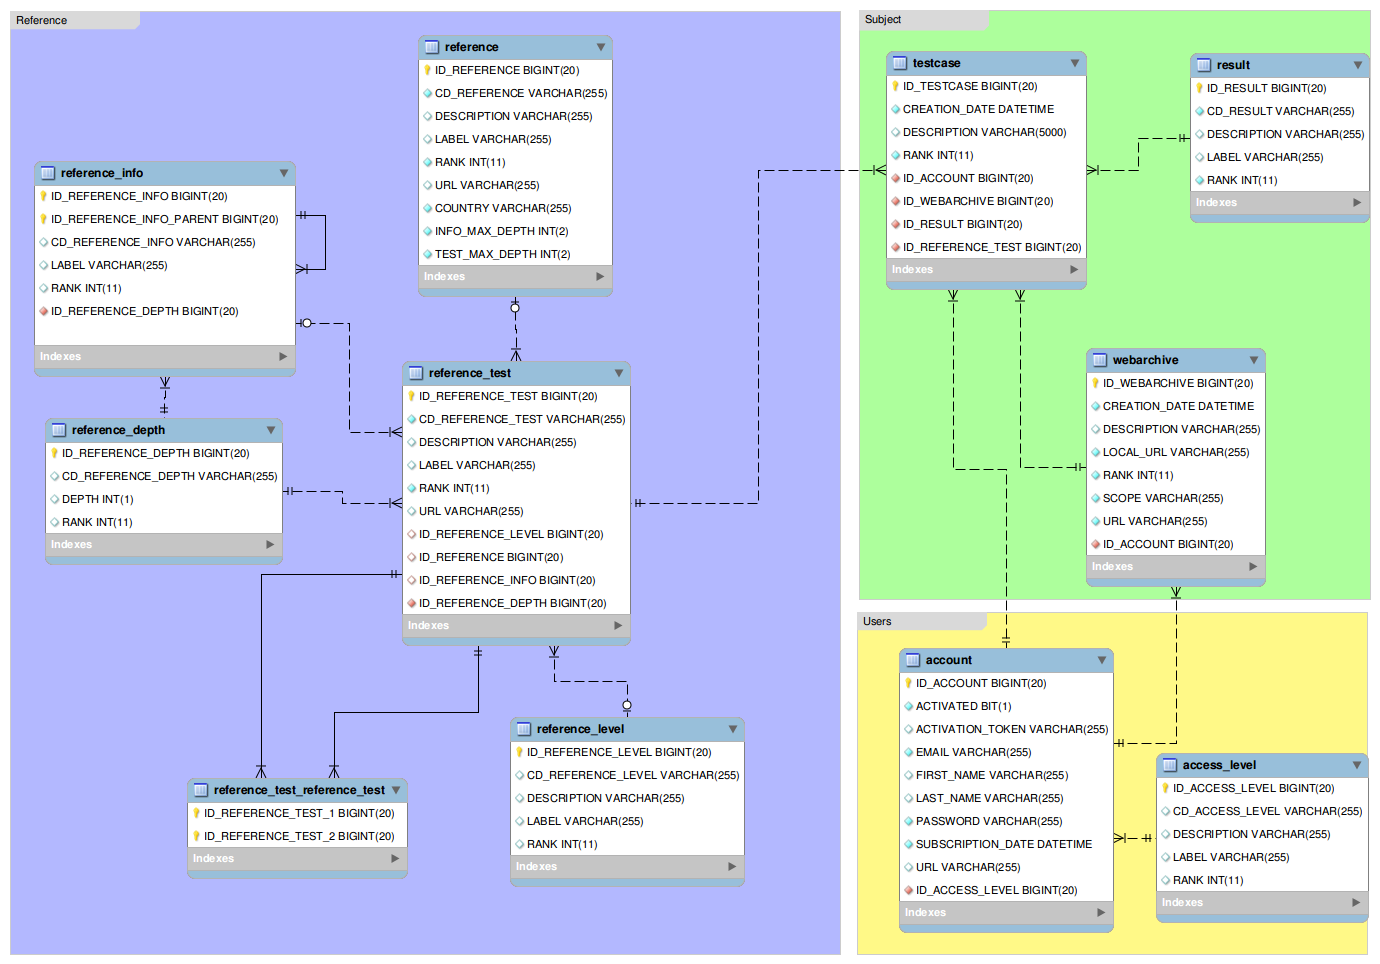 Reference
reference
ID_REFERENCE BIGINT(20)
CD_REFERENCE VARCHAR(255)
DESCRIPTION VARCHAR(255)
LABEL VARCHAR(255)
RANK INT(11)
URL VARCHAR(255)
COUNTRY VARCHAR(255)
INFO_MAX_DEPTH INT(2)
TEST_MAX_DEPTH INT(2)
Indexes
reference_info
ID_REFERENCE_INFO BIGINT(20)
ID_REFERENCE_INFO_PARENT BIGINT(20)
CD_REFERENCE_INFO VARCHAR(255)
LABEL VARCHAR(255)
RANK INT(11)
ID_REFERENCE_DEPTH BIGINT(20)
Indexes
reference_depth
ID_REFERENCE_DEPTH BIGINT(20)
CD_REFERENCE_DEPTH VARCHAR(255)
DEPTH INT(1)
RANK INT(11)
Indexes
reference_test
ID_REFERENCE_TEST BIGINT(20)
CD_REFERENCE_TEST VARCHAR(255)
DESCRIPTION VARCHAR(255)
LABEL VARCHAR(255)
RANK INT(11)
URL VARCHAR(255)
ID_REFERENCE_LEVEL BIGINT(20)
ID_REFERENCE BIGINT(20)
ID_REFERENCE_INFO BIGINT(20)
ID_REFERENCE_DEPTH BIGINT(20)
Indexes
reference_test_reference_test
ID_REFERENCE_TEST_1 BIGINT(20)
ID_REFERENCE_TEST_2 BIGINT(20)
Indexes
reference_level
ID_REFERENCE_LEVEL BIGINT(20)
CD_REFERENCE_LEVEL VARCHAR(255)
DESCRIPTION VARCHAR(255)
LABEL VARCHAR(255)
RANK INT(11)
Indexes
Subject
testcase
ID_TESTCASE BIGINT(20)
CREATION_DATE DATETIME
DESCRIPTION VARCHAR(5000)
RANK INT(11)
ID_ACCOUNT BIGINT(20)
ID_WEBARCHIVE BIGINT(20)
ID_RESULT BIGINT(20)
ID_REFERENCE_TEST BIGINT(20)
Indexes
result
ID_RESULT BIGINT(20)
CD_RESULT VARCHAR(255)
DESCRIPTION VARCHAR(255)
LABEL VARCHAR(255)
RANK INT(11)
Indexes
webarchive
ID_WEBARCHIVE BIGINT(20)
CREATION_DATE DATETIME
DESCRIPTION VARCHAR(255)
LOCAL_URL VARCHAR(255)
RANK INT(11)
SCOPE VARCHAR(255)
URL VARCHAR(255)
ID_ACCOUNT BIGINT(20)
Indexes
Users
account
ID_ACCOUNT BIGINT(20)
ACTIVATED BIT(1)
ACTIVATION_TOKEN VARCHAR(255)
EMAIL VARCHAR(255)
FIRST_NAME VARCHAR(255)
LAST_NAME VARCHAR(255)
PASSWORD VARCHAR(255)
SUBSCRIPTION_DATE DATETIME
URL VARCHAR(255)
ID_ACCESS_LEVEL BIGINT(20)
Indexes
access_level
ID_ACCESS_LEVEL BIGINT(20)
CD_ACCESS_LEVEL VARCHAR(255)
DESCRIPTION VARCHAR(255)
LABEL VARCHAR(255)
RANK INT(11)
Indexes